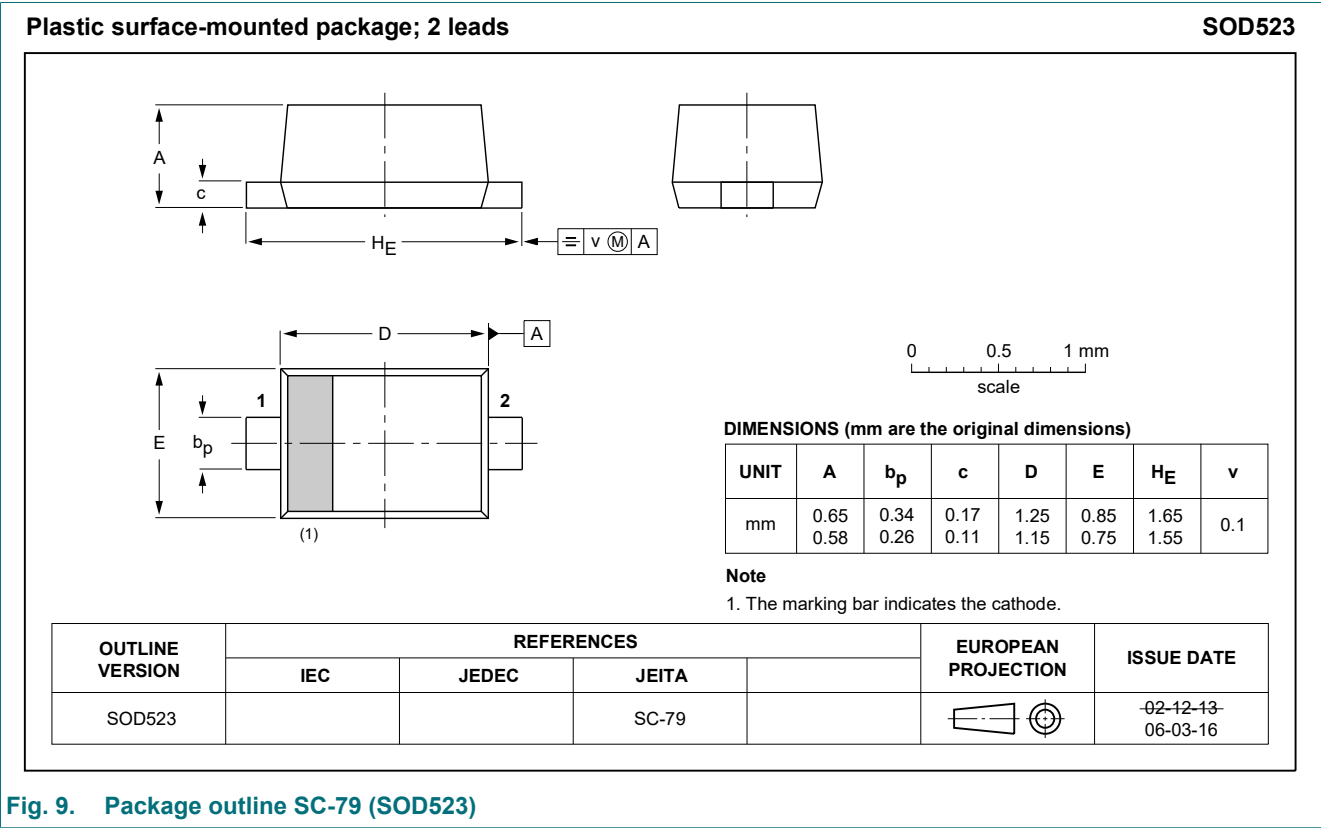 Plastic surface-mounted package; 2 leads SOD523
A
c
HE
v M A
D A
1 2
E bp
(1)
0 0.5 1 mm
scale
DIMENSIONS (mm are the original dimensions)
UNIT A bp c D E HE v
mm 0.65 0.58 0.34 0.26 0.17 0.11 1.25 1.15 0.85 0.75 1.65 1.55 0.1
Note
1. The marking bar indicates the cathode.
OUTLINE VERSION REFERENCES EUROPEAN PROJECTION ISSUE DATE
IEC JEDEC JEITA
SOD523 SC-79 02-12-13
06-03-16
Fig. 9. Package outline SC-79 (SOD523)